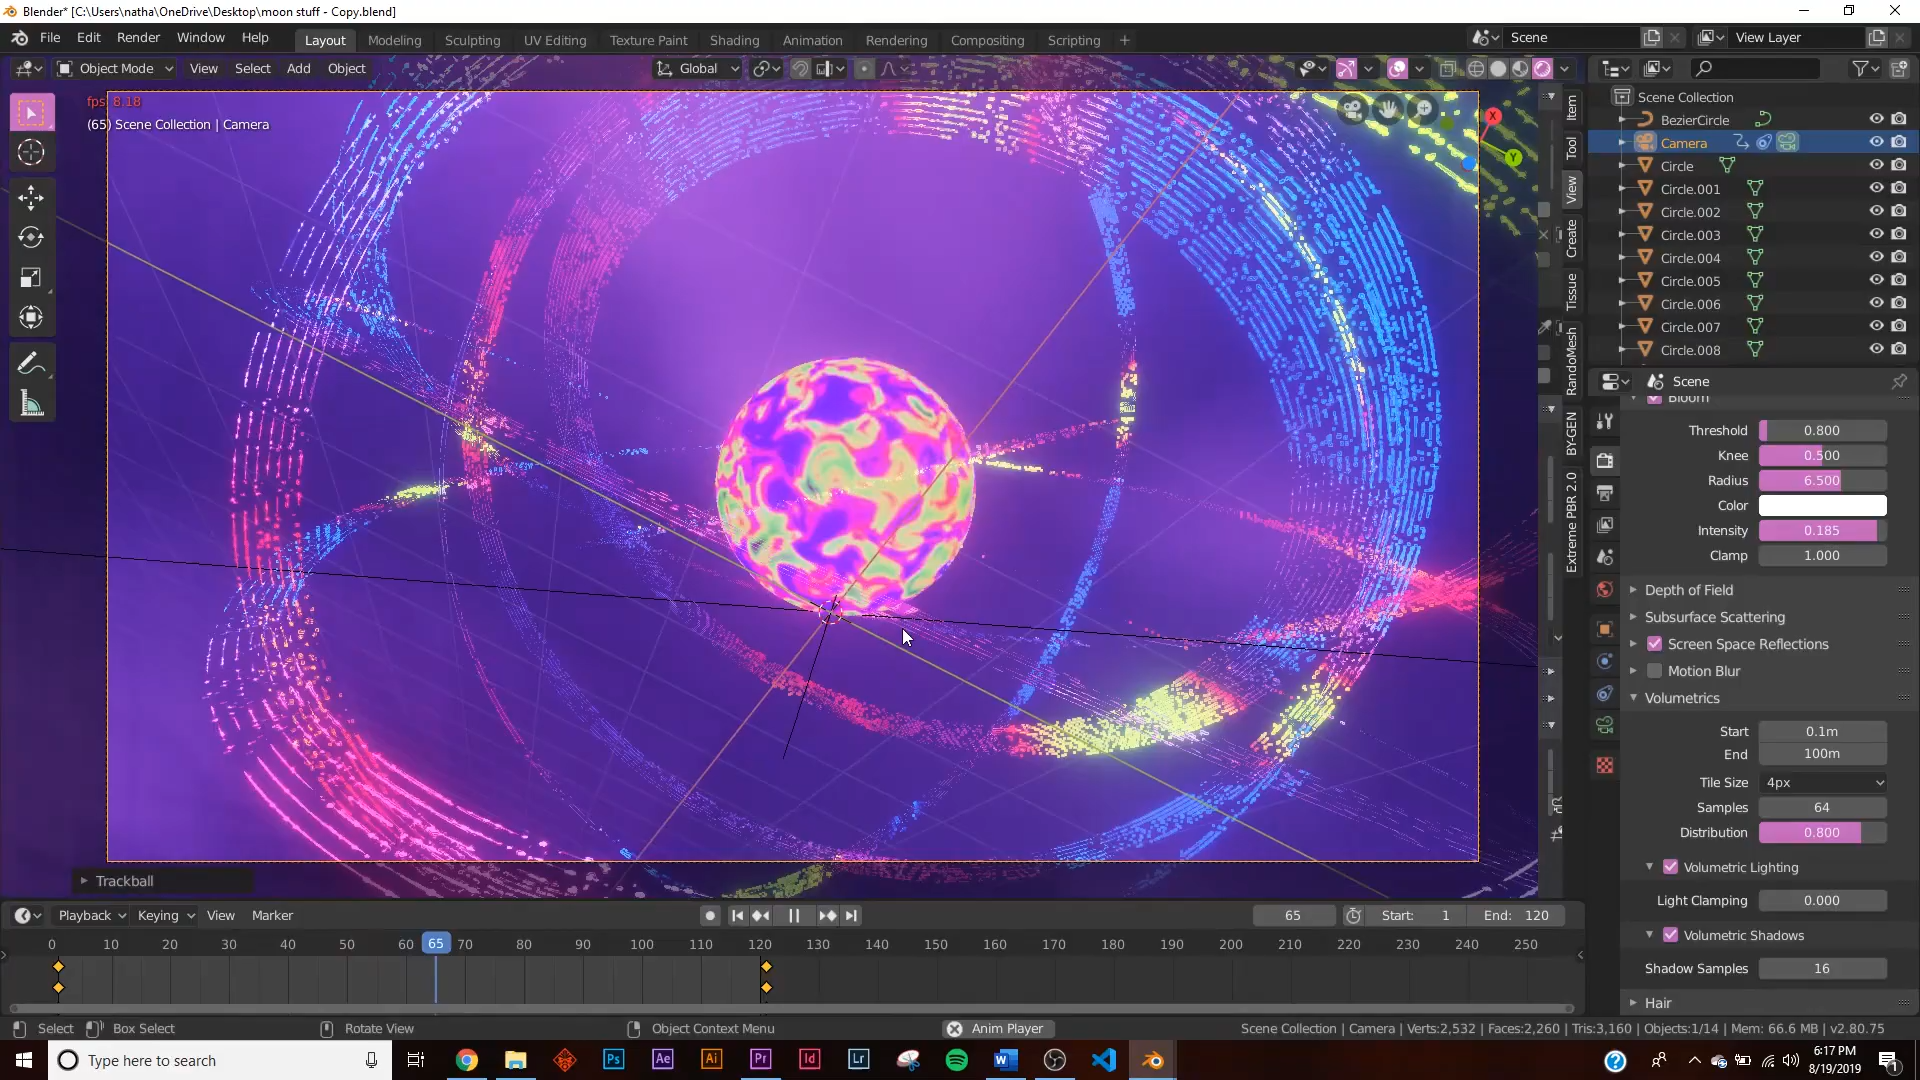 Blender* [C:\Users\natha\OneDrive\Desktop\moon stuff - Copy.blend]
File Edit Render Window Help Layout Modeling Sculpting UV Editing Texture Paint Shading Animation Rendering Compositing Scripting + Scene View Layer
Object Mode View Select Add Object Global
fps: 8.18
(65) Scene Collection | Camera
X
Y
Item
Tool
View
Create
Tissue
RandoMesh
BY-GEN
Extreme PBR 2.0
Scene Collection
BezierCircle
Camera
Circle
Circle.001
Circle.002
Circle.003
Circle.004
Circle.005
Circle.006
Circle.007
Circle.008
Scene
Bloom
Threshold 0.800
Knee 0.500
Radius 6.500
Color
Intensity 0.185
Clamp 1.000
Depth of Field
Subsurface Scattering
Screen Space Reflections
Motion Blur
Volumetrics
Start 0.1m
End 100m
Tile Size 4px
Samples 64
Distribution 0.800
Volumetric Lighting
Light Clamping 0.000
Volumetric Shadows
Shadow Samples 16
Hair
Trackball
Playback Keying View Marker 65 Start: 1 End: 120
0 10 20 30 40 50 60 65 70 80 90 100 110 120 130 140 150 160 170 180 190 200 210 220 230 240 250
Select Box Select Rotate View Object Context Menu Anim Player Scene Collection | Camera | Verts:2,532 | Faces:2,260 | Tris:3,160 | Objects:1/14 | Mem: 66.6 MB | v2.80.75
Type here to search Ps Ae Ai Pr Id Lr W
6:17 PM
8/19/2019
1